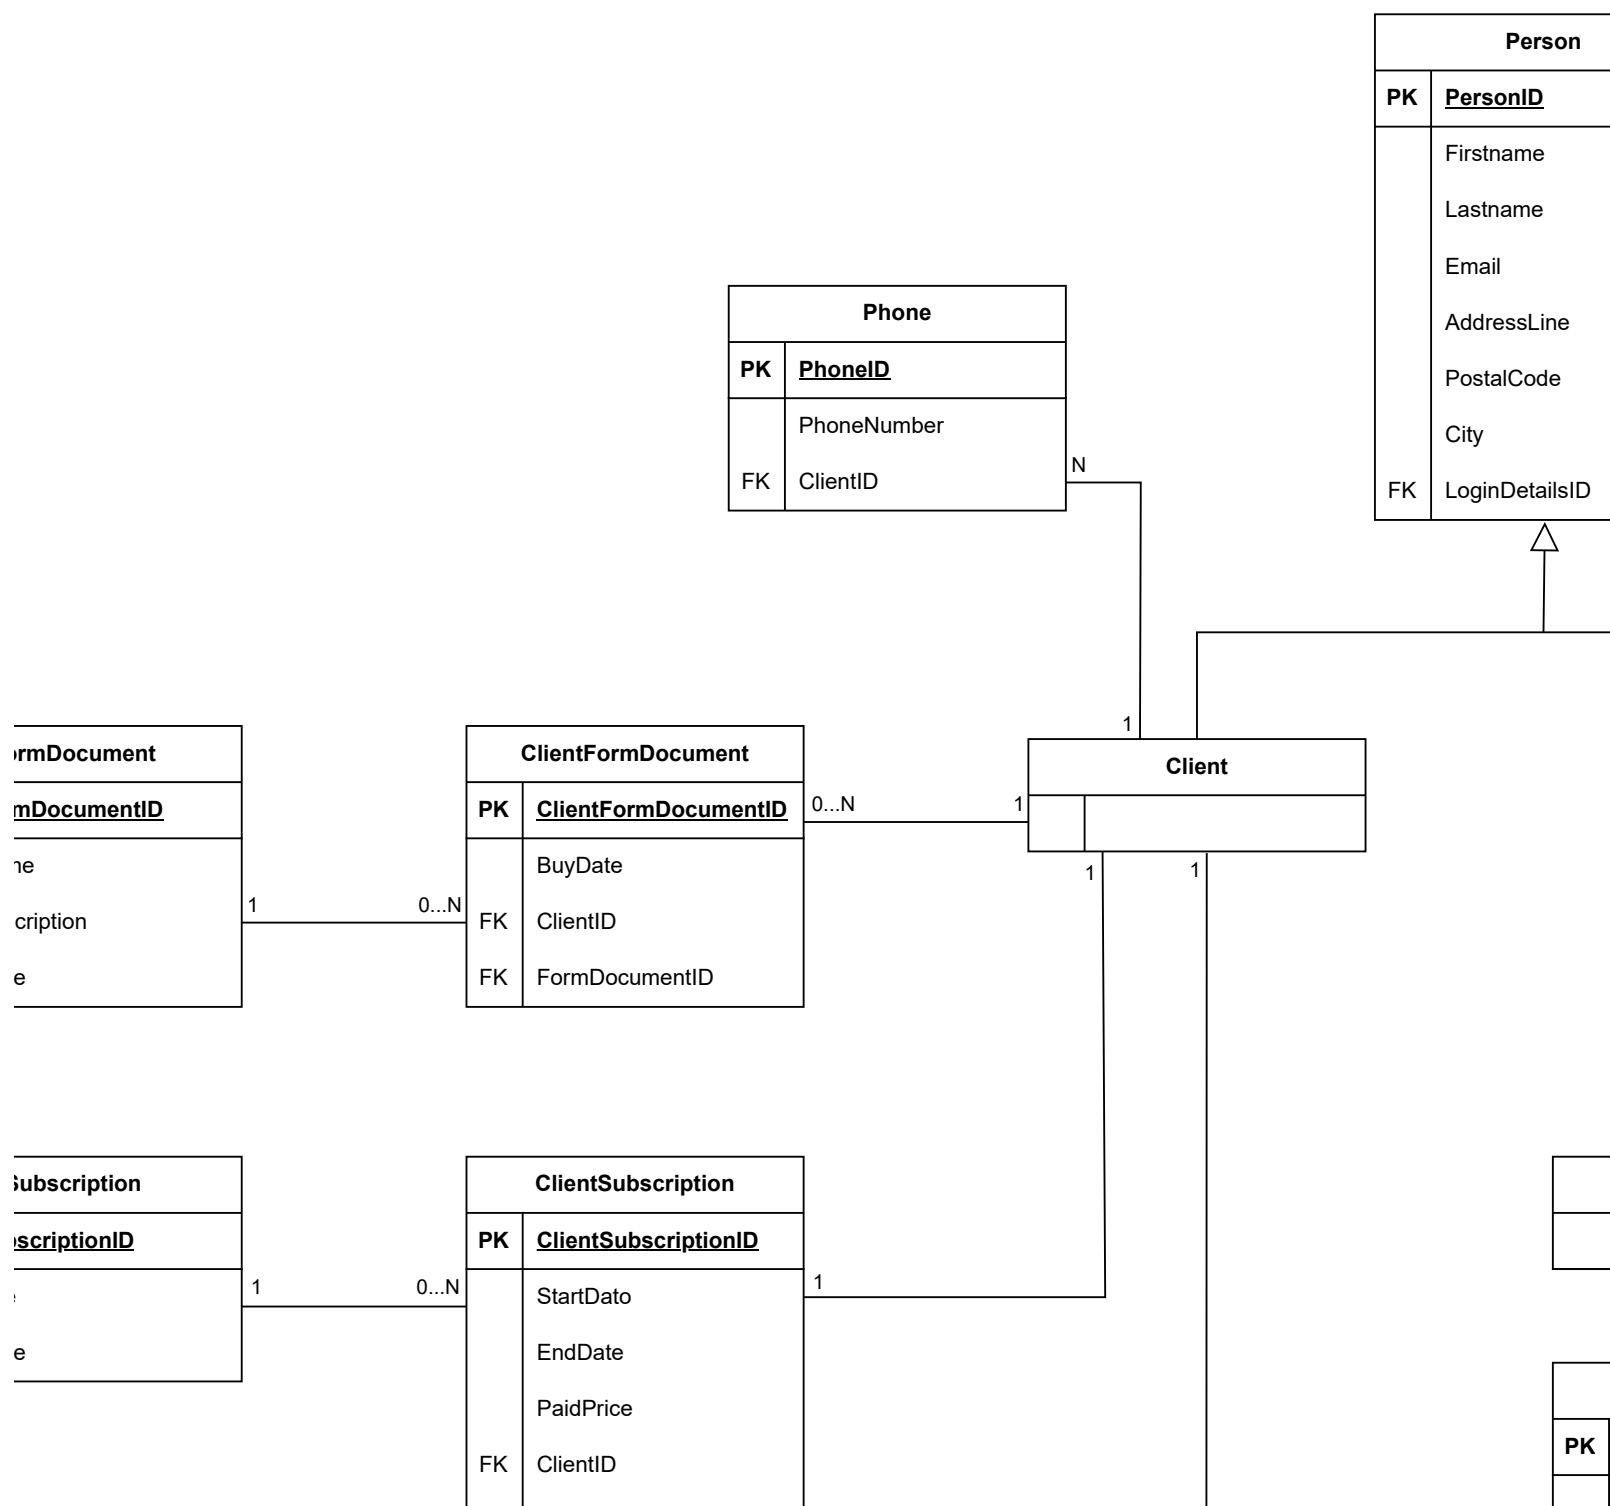 Person
PK PersonID
Firstname
Lastname
Email
AddressLine
PostalCode
City
FK LoginDetailsID
Phone
PK PhoneID
PhoneNumber
FK ClientID
N
1
Client
ClientFormDocument
PK ClientFormDocumentID
BuyDate
FK ClientID
FK FormDocumentID
0...N
1
1
0...N
1
1
ClientSubscription
PK ClientSubscriptionID
StartDato
EndDate
PaidPrice
FK ClientID
1
1
0...N
PK